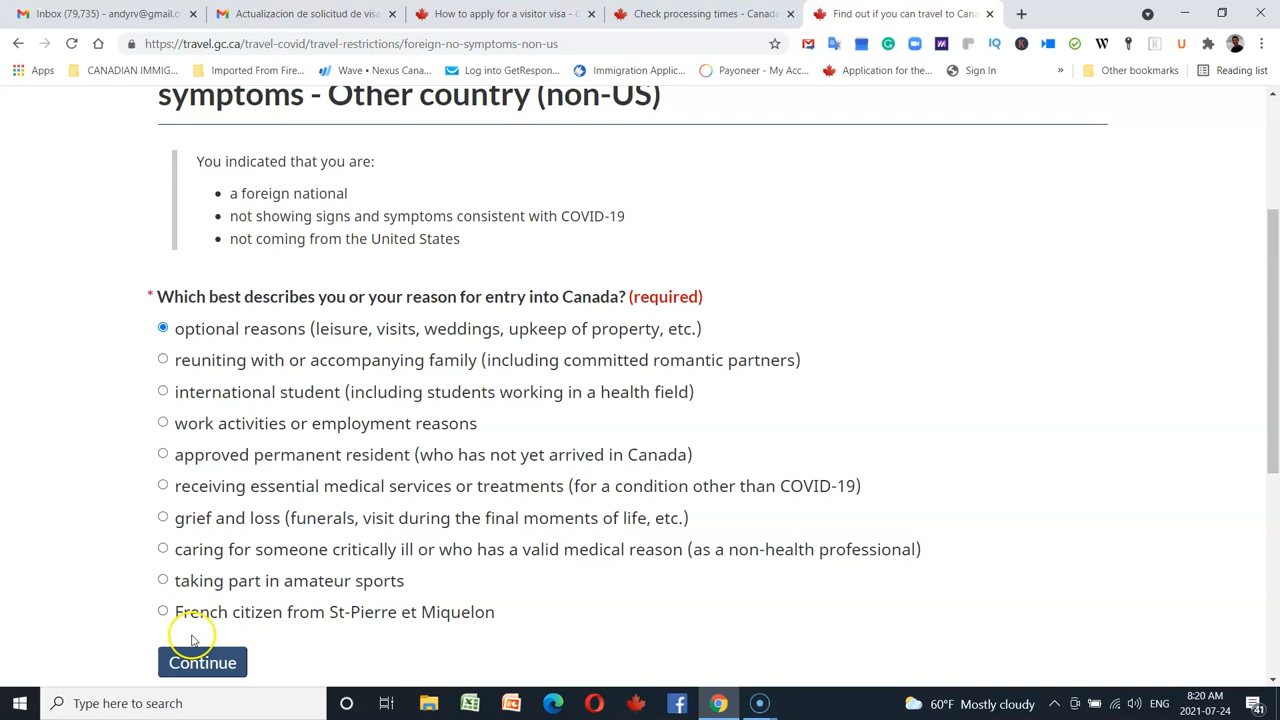 Inbox (79,735) - andyrv@gmail.c
Actualizacion de solicitud de visa
How to apply for a visitor visa - C
Check processing times - Canada
Find out if you can travel to Cana
https://travel.gc.ca/travel_covid/travel-restrictions/foreign-no-symptoms-non-us
Apps
CANADIAN IMMIG...
Imported From Fire...
Wave • Nexus Cana...
Log into GetRespon...
Immigration Applic...
Payoneer - My Acc...
Application for the...
Sign In
»
Other bookmarks
Reading list
symptoms - Other country (non-US)
You indicated that you are:
• a foreign national
• not showing signs and symptoms consistent with COVID-19
• not coming from the United States
* Which best describes you or your reason for entry into Canada? (required)
optional reasons (leisure, visits, weddings, upkeep of property, etc.)
reuniting with or accompanying family (including committed romantic partners)
international student (including students working in a health field)
work activities or employment reasons
approved permanent resident (who has not yet arrived in Canada)
receiving essential medical services or treatments (for a condition other than COVID-19)
grief and loss (funerals, visit during the final moments of life, etc.)
caring for someone critically ill or who has a valid medical reason (as a non-health professional)
taking part in amateur sports
French citizen from St-Pierre et Miquelon
Continue
Type here to search
60°F Mostly cloudy
ENG
8:20 AM
2021-07-24
41